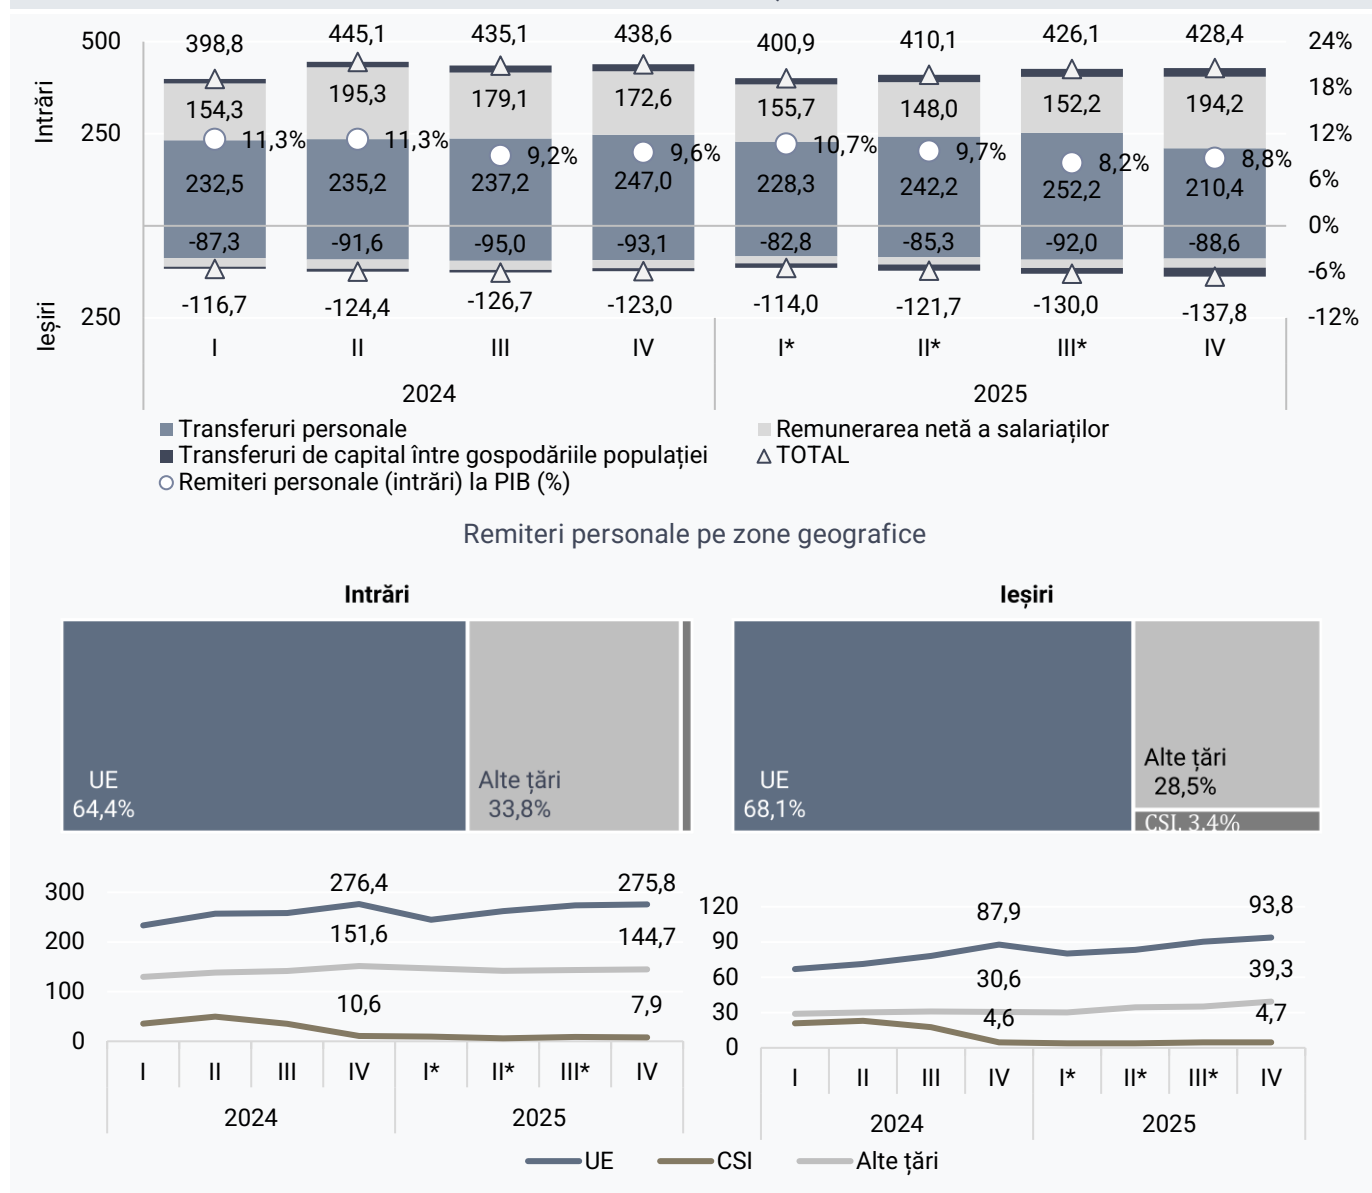 398,8 445,1 435,1 438,6 400,9 410,1 426,1 428,4
500 24%
18%
154,3 195,3 179,1 172,6 155,7 148,0 152,2 194,2
Intrări
250 12%
11,3% 11,3% 9,2% 9,6% 10,7% 9,7% 8,2% 8,8%
6%
232,5 235,2 237,2 247,0 228,3 242,2 252,2 210,4
0%
-87,3 -91,6 -95,0 -93,1 -82,8 -85,3 -92,0 -88,6
-6%
-116,7 -124,4 -126,7 -123,0 -114,0 -121,7 -130,0 -137,8
Ieșiri
250 -12%
I II III IV I* II* III* IV
2024 2025
Transferuri personale Remunerarea netă a salariaților
Transferuri de capital între gospodăriile populației TOTAL
Remiteri personale (intrări) la PIB (%)
Remiteri personale pe zone geografice
Intrări
UE
64,4%
Alte țări
33,8%
Ieșiri
UE
68,1%
Alte țări
28,5%
CSI, 3,4%
300
200
100
0
276,4 275,8
151,6 144,7
10,6 7,9
I II III IV I* II* III* IV
2024 2025
120
90
60
30
0
87,9 93,8
30,6 39,3
4,6 4,7
I II III IV I* II* III* IV
2024 2025
UE CSI Alte țări